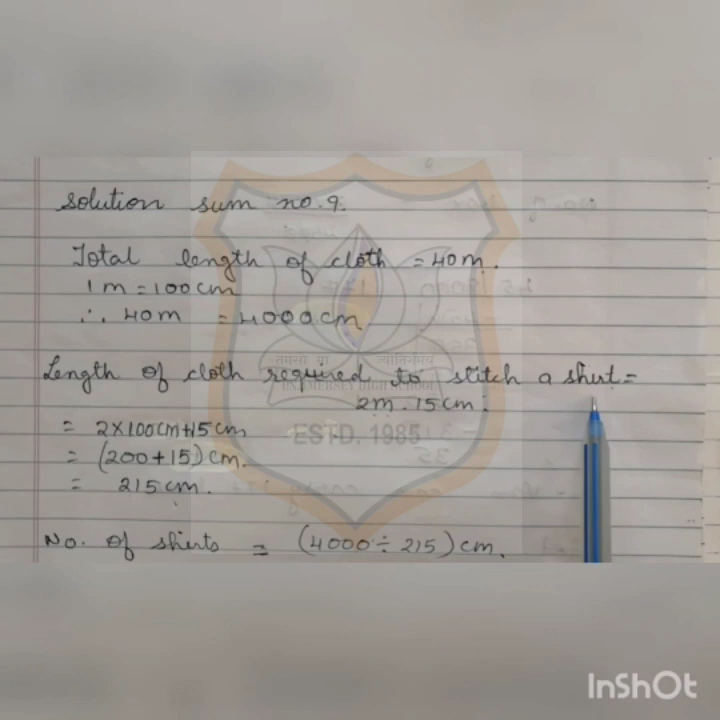 solution sum no.9.
Total length of cloth = 40m.
1m = 100cm
∴ 40m = 4000cm
Length of cloth required to stitch a shirt =
2m. 15cm.
= 2×100cm+15cm
= (200+15)cm.
= 215cm.
ESTD. 1985
No. of shirts = (4000÷215)cm.
InShOt